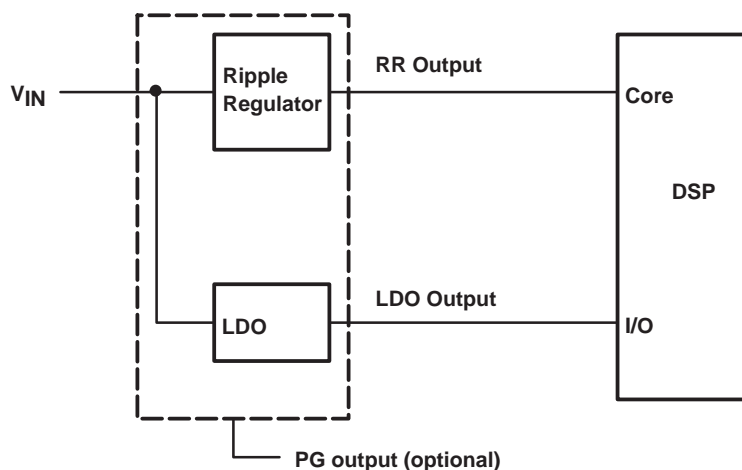 RR Output
Ripple
Regulator
VIN
Core
DSP
LDO Output
LDO
I/O
PG output (optional)